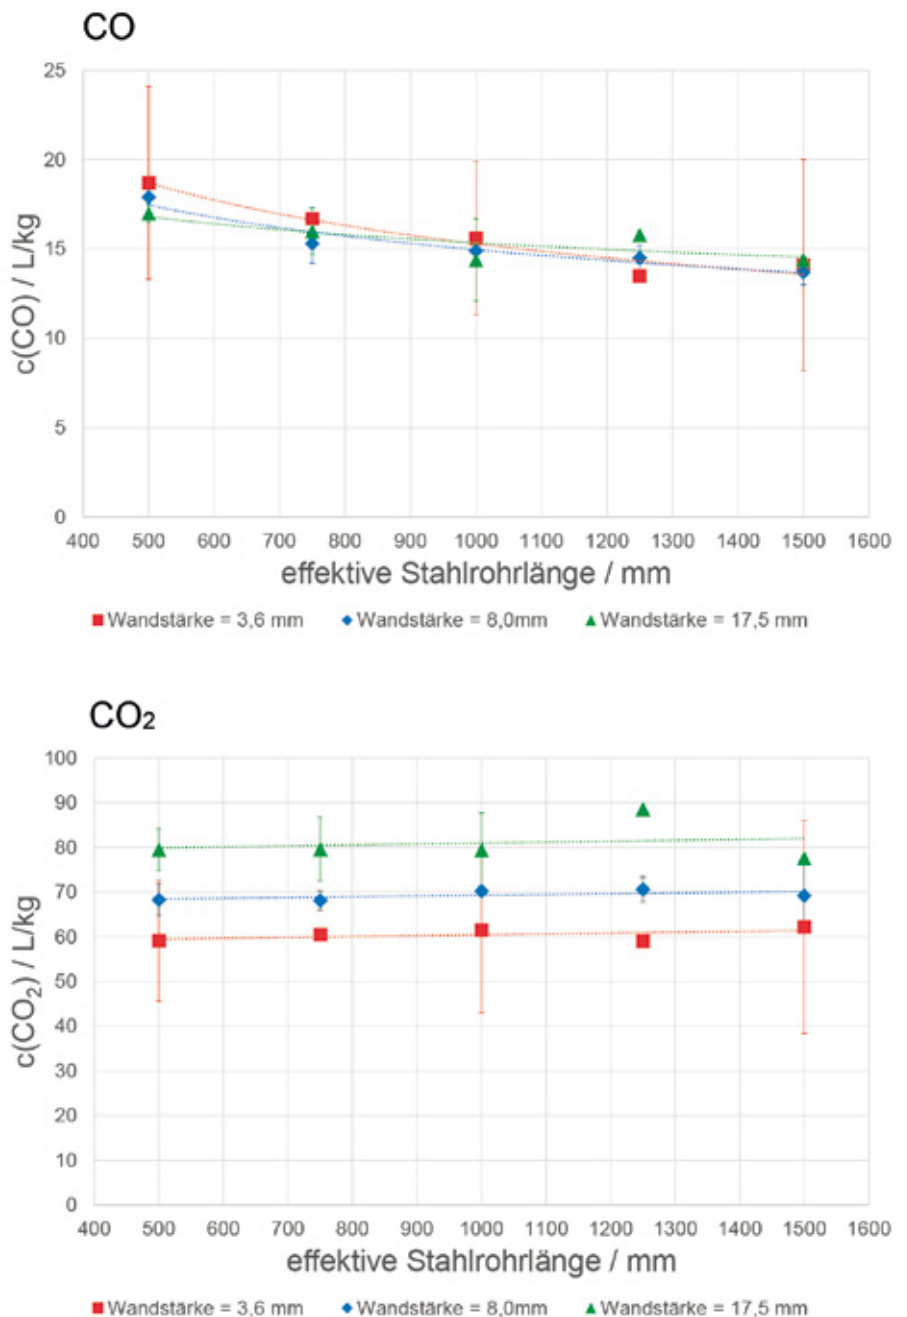 CO
25
20
15
10
5
0
c(CO) / L/kg
400 500 600 700 800 900 1000 1100 1200 1300 1400 1500 1600
effektive Stahlrohrlänge / mm
Wandstärke = 3,6 mm Wandstärke = 8,0mm Wandstärke = 17,5 mm
CO₂
100
90
80
70
60
50
40
30
20
10
0
c(CO₂) / L/kg
400 500 600 700 800 900 1000 1100 1200 1300 1400 1500 1600
effektive Stahlrohrlänge / mm
Wandstärke = 3,6 mm Wandstärke = 8,0mm Wandstärke = 17,5 mm